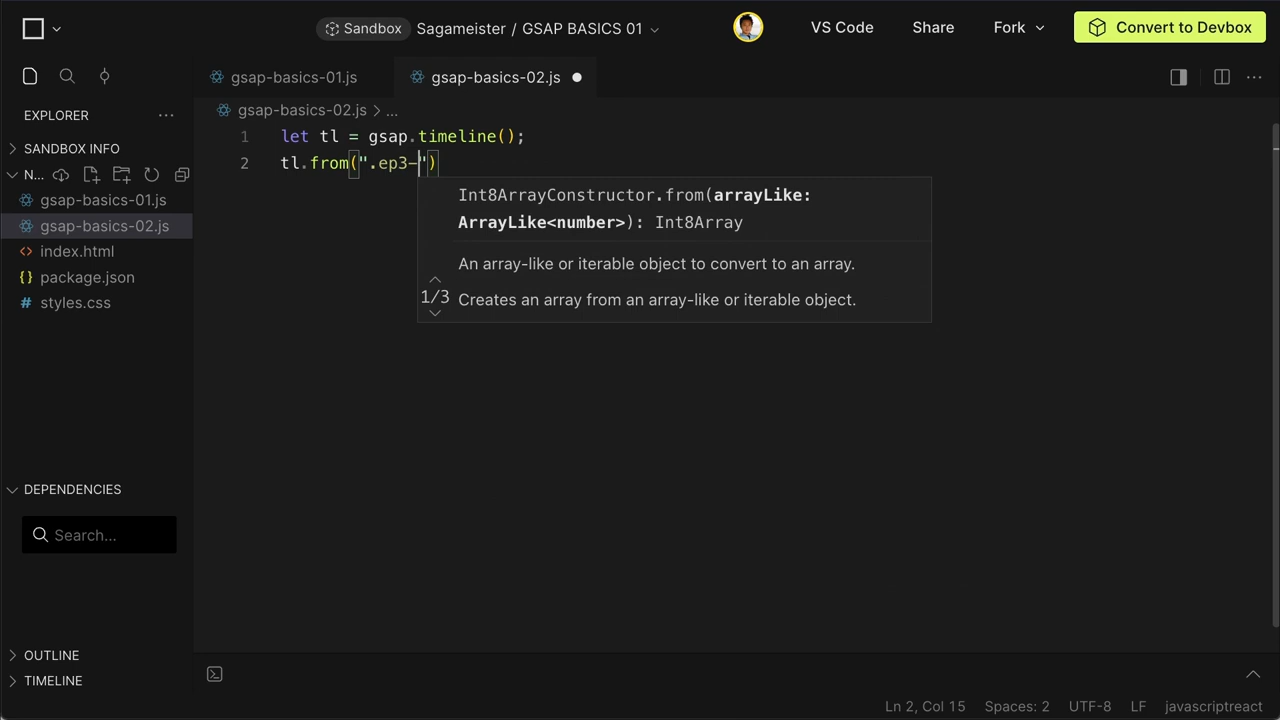 Sandbox Sagameister / GSAP BASICS 01 VS Code Share Fork Convert to Devbox
gsap-basics-01.js gsap-basics-02.js
EXPLORER ...
gsap-basics-02.js > ...
SANDBOX INFO
N...
gsap-basics-01.js
gsap-basics-02.js
index.html
{} package.json
# styles.css
1 let tl = gsap.timeline();
2 tl.from(".ep3-")
Int8ArrayConstructor.from(arrayLike:
ArrayLike<number>): Int8Array
An array-like or iterable object to convert to an array.
1/3 Creates an array from an array-like or iterable object.
DEPENDENCIES
Search...
OUTLINE
TIMELINE
Ln 2, Col 15 Spaces: 2 UTF-8 LF javascriptreact